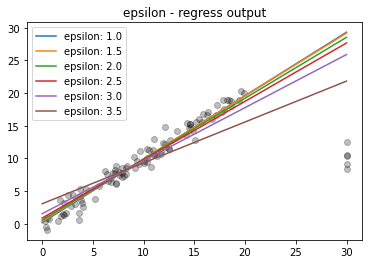 epsilon - regress output
epsilon: 1.0
epsilon: 1.5
epsilon: 2.0
epsilon: 2.5
epsilon: 3.0
epsilon: 3.5
30
25
20
15
10
5
0
0 5 10 15 20 25 30